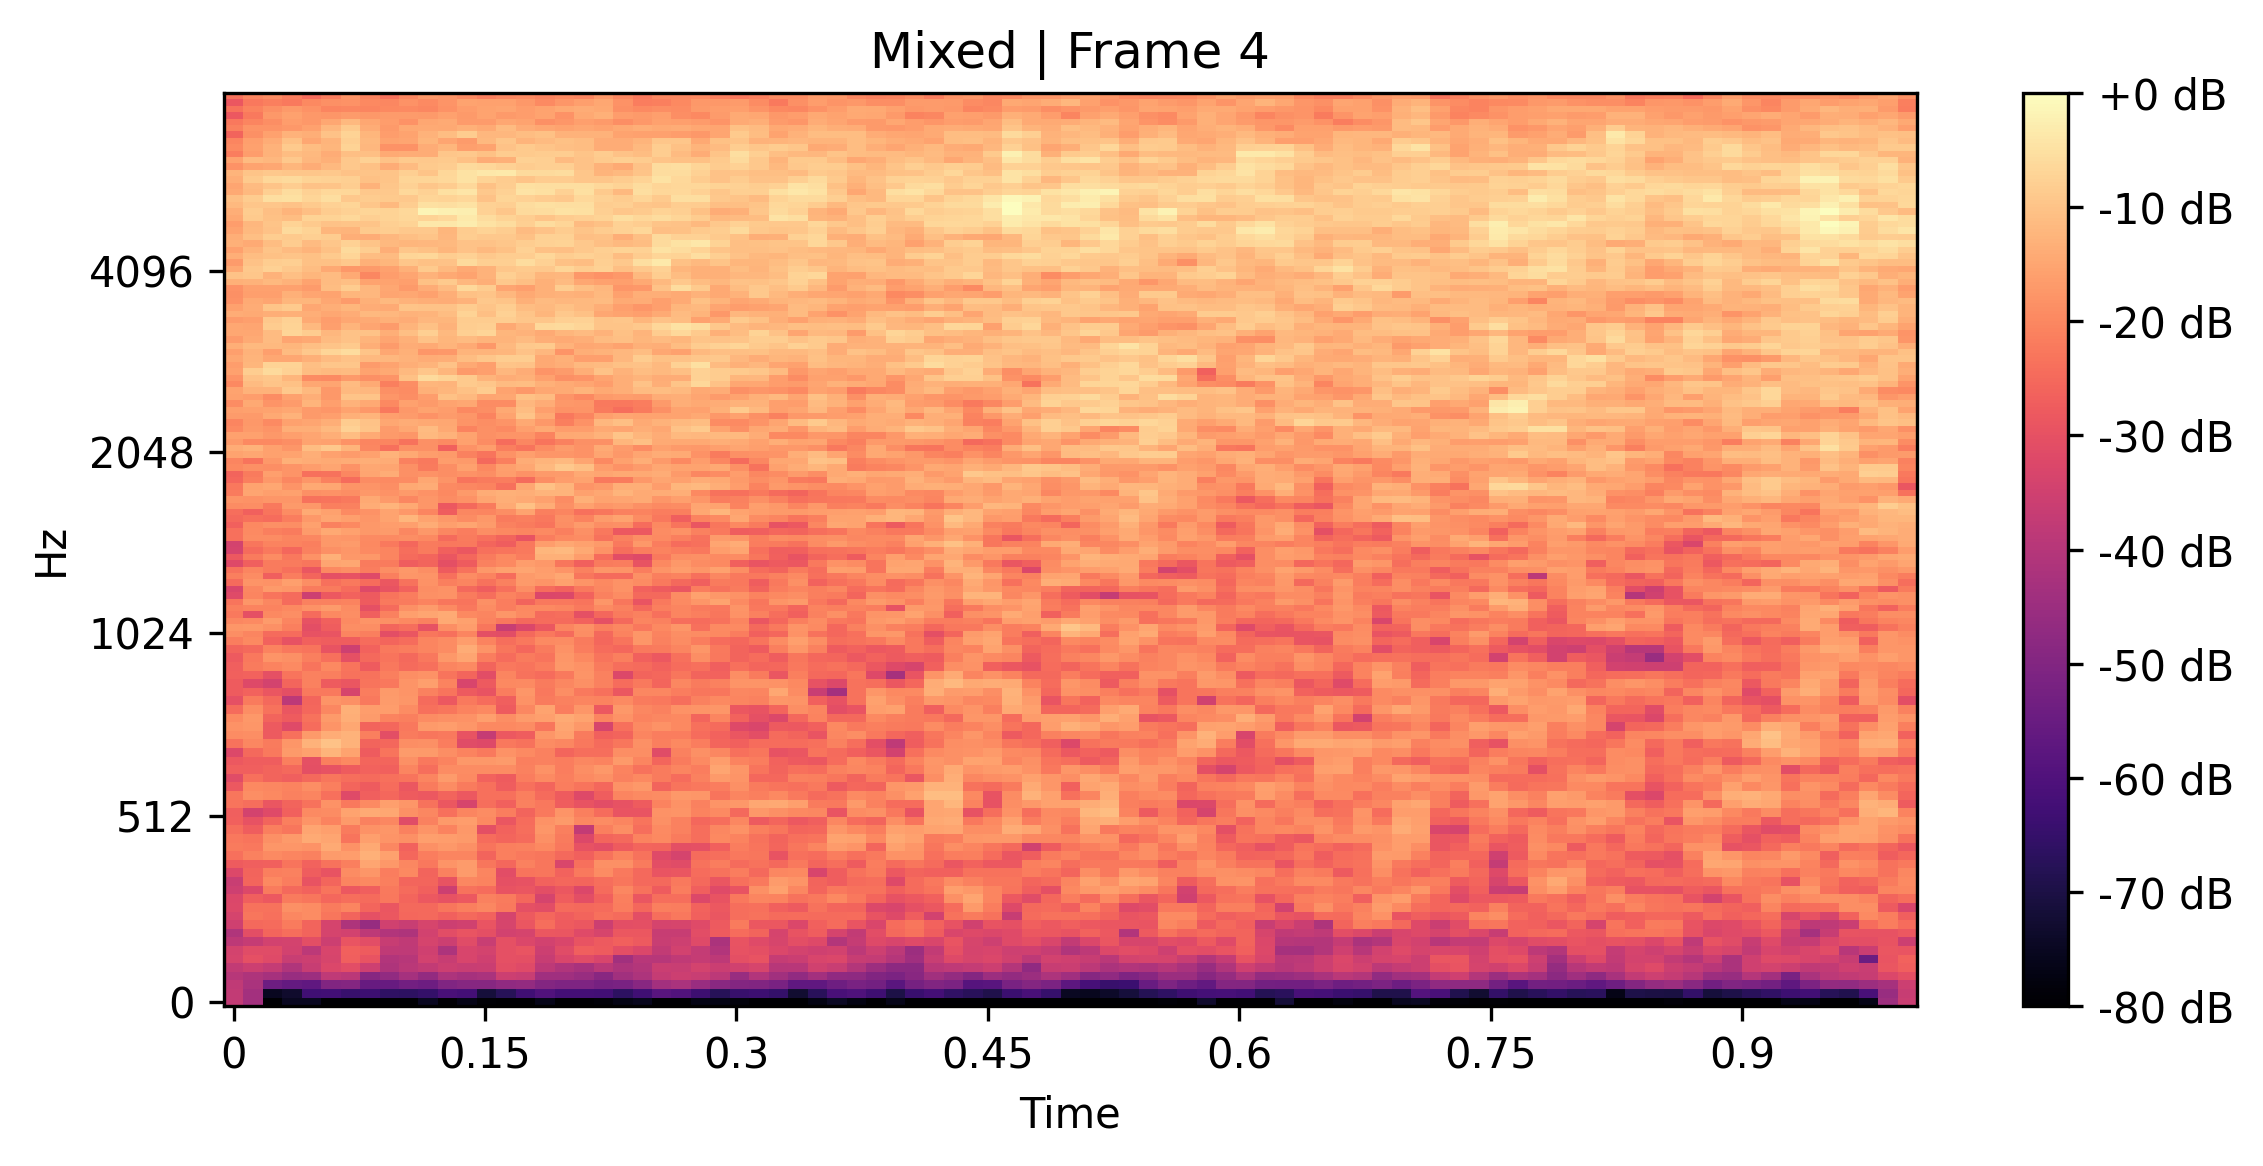 Mixed | Frame 4
Hz
4096
2048
1024
512
0
0 0.15 0.3 0.45 0.6 0.75 0.9
Time
+0 dB
-10 dB
-20 dB
-30 dB
-40 dB
-50 dB
-60 dB
-70 dB
-80 dB